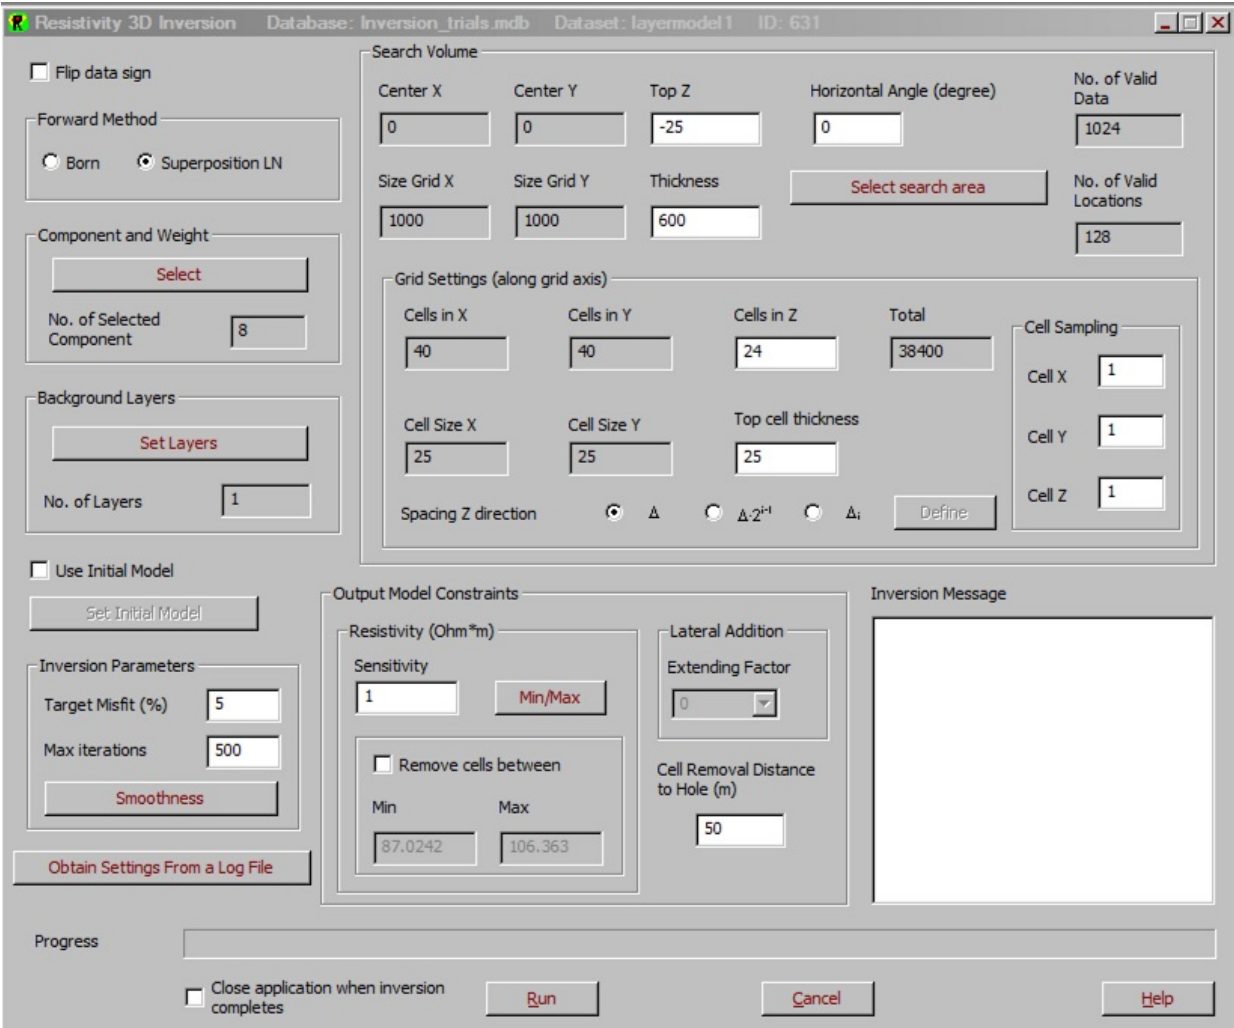 Resistivity 3D Inversion Database: Inversion_trials.mdb Dataset: layermodel1 ID: 631
Flip data sign
Forward Method
Born Superposition LN
Component and Weight
Select
No. of Selected
Component
8
Background Layers
Set Layers
No. of Layers 1
Use Initial Model
Set Initial Model
Inversion Parameters
Target Misfit (%) 5
Max iterations 500
Smoothness
Obtain Settings From a Log File
Search Volume
Center X Center Y Top Z Horizontal Angle (degree)
0 0 -25 0
No. of Valid
Data
1024
Size Grid X Size Grid Y Thickness
1000 1000 600
Select search area
No. of Valid
Locations
128
Grid Settings (along grid axis)
Cells in X Cells in Y Cells in Z Total
40 40 24 38400
Cell Size X Cell Size Y Top cell thickness
25 25 25
Spacing Z direction Δ Δ·2^i-1 Δi Define
Cell Sampling
Cell X 1
Cell Y 1
Cell Z 1
Output Model Constraints
Resistivity (Ohm*m)
Sensitivity
1 Min/Max
Remove cells between
Min Max
87.0242 106.363
Lateral Addition
Extending Factor
0
Cell Removal Distance
to Hole (m)
50
Inversion Message
Progress
Close application when inversion
completes
Run Cancel Help